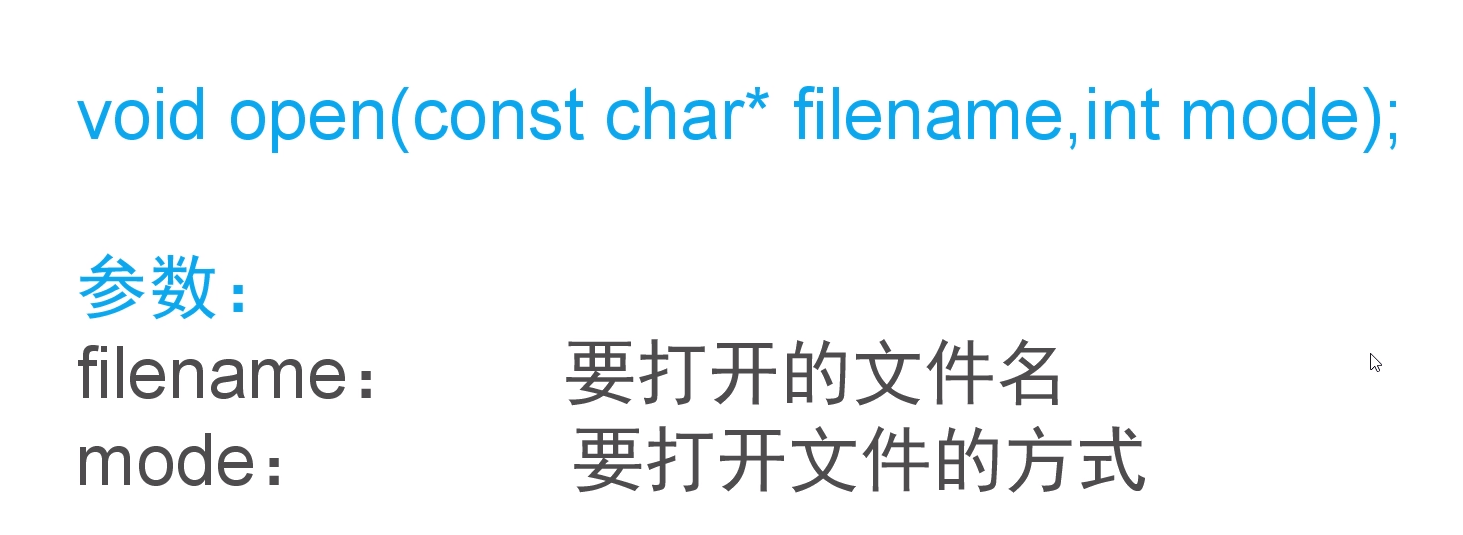 void open(const char* filename,int mode);
参数：
filename： 要打开的文件名
mode： 要打开文件的方式